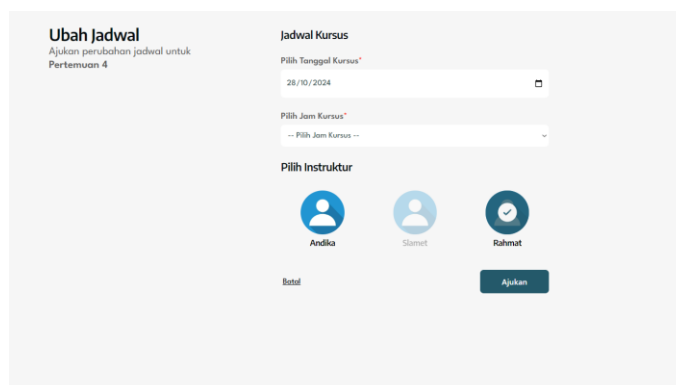 Ubah Jadwal
Ajukan perubahan jadwal untuk
Pertemuan 4
Jadwal Kursus
Pilih Tanggal Kursus*
28/10/2024
Pilih Jam Kursus*
-- Pilih Jam Kursus --
Pilih Instruktur
Andika
Slamet
Rahmat
Batal
Ajukan